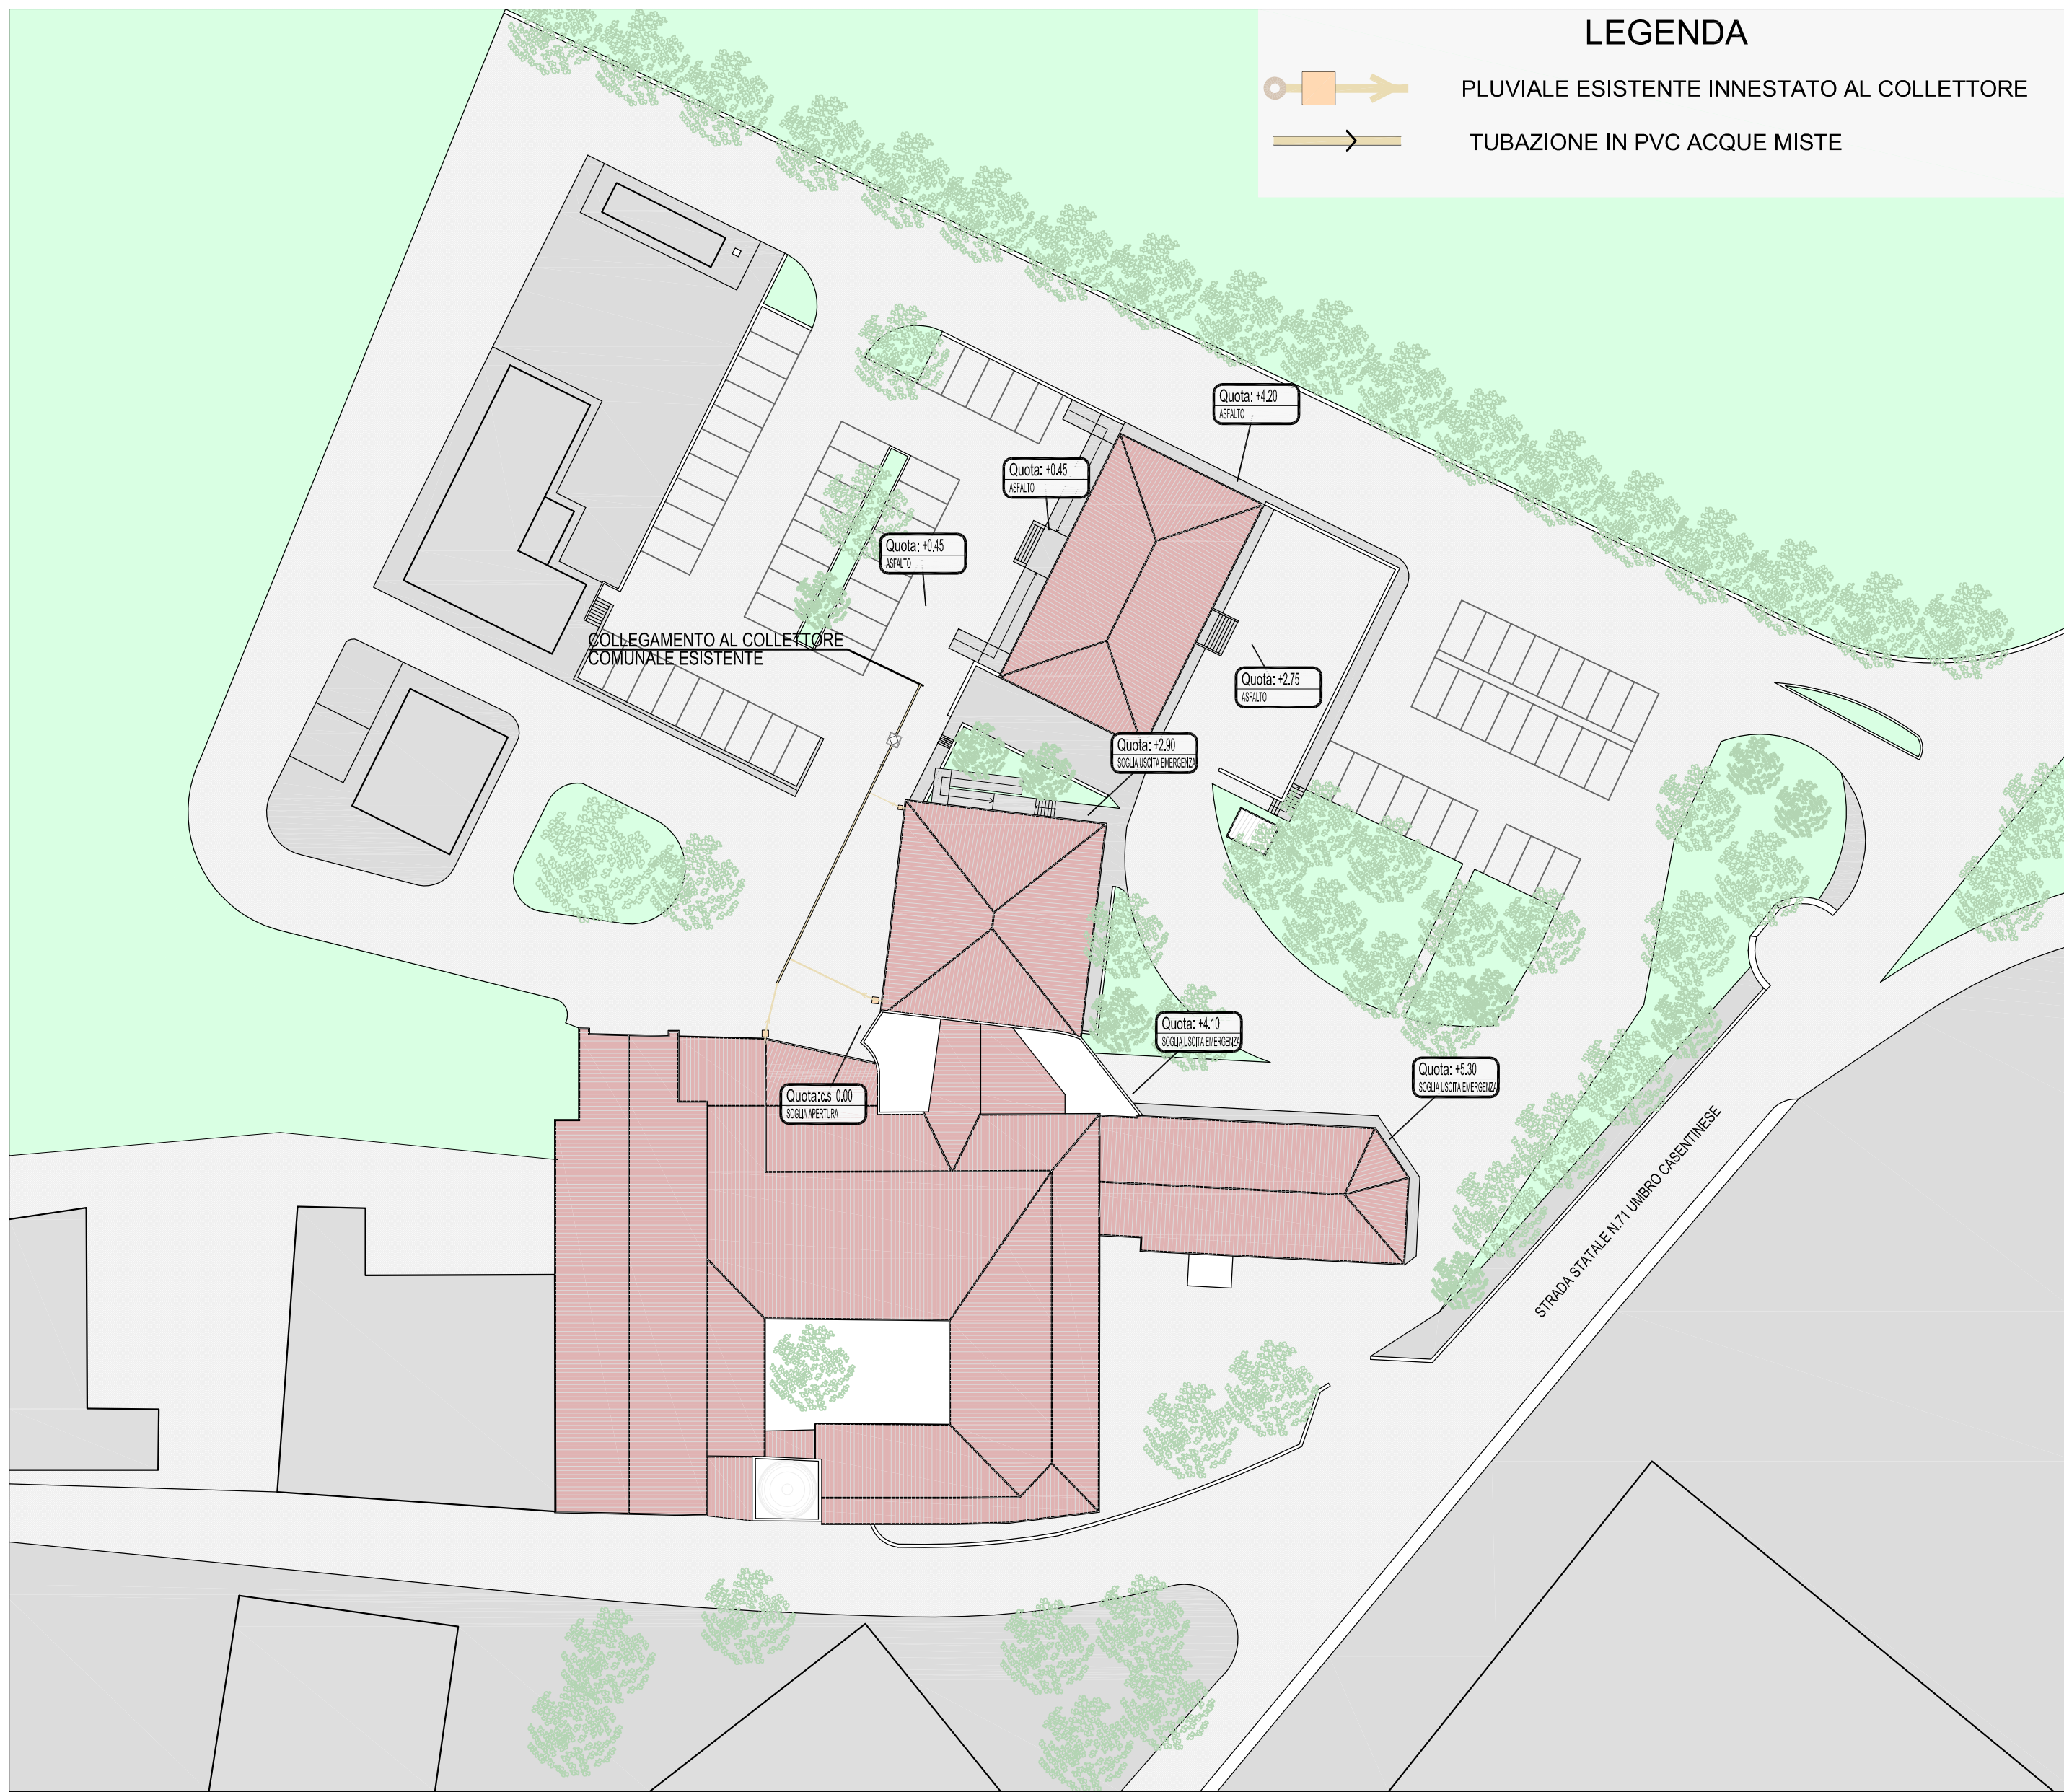 LEGENDA
PLUVIALE ESISTENTE INNESTATO AL COLLETTORE
TUBAZIONE IN PVC ACQUE MISTE
Quota: +4.20
ASFALTO
Quota: +0.45
ASFALTO
Quota: +0.45
ASFALTO
COLLEGAMENTO AL COLLETTORE
COMUNALE ESISTENTE
Quota: +2.75
ASFALTO
Quota: +2.90
SOGLIA USCITA EMERGENZA
Quota: +4.10
SOGLIA USCITA EMERGENZA
Quota: +5.30
SOGLIA USCITA EMERGENZA
Quota:c.s. 0.00
SOGLIA APERTURA
STRADA STATALE N.71 UMBRO CASENTINESE